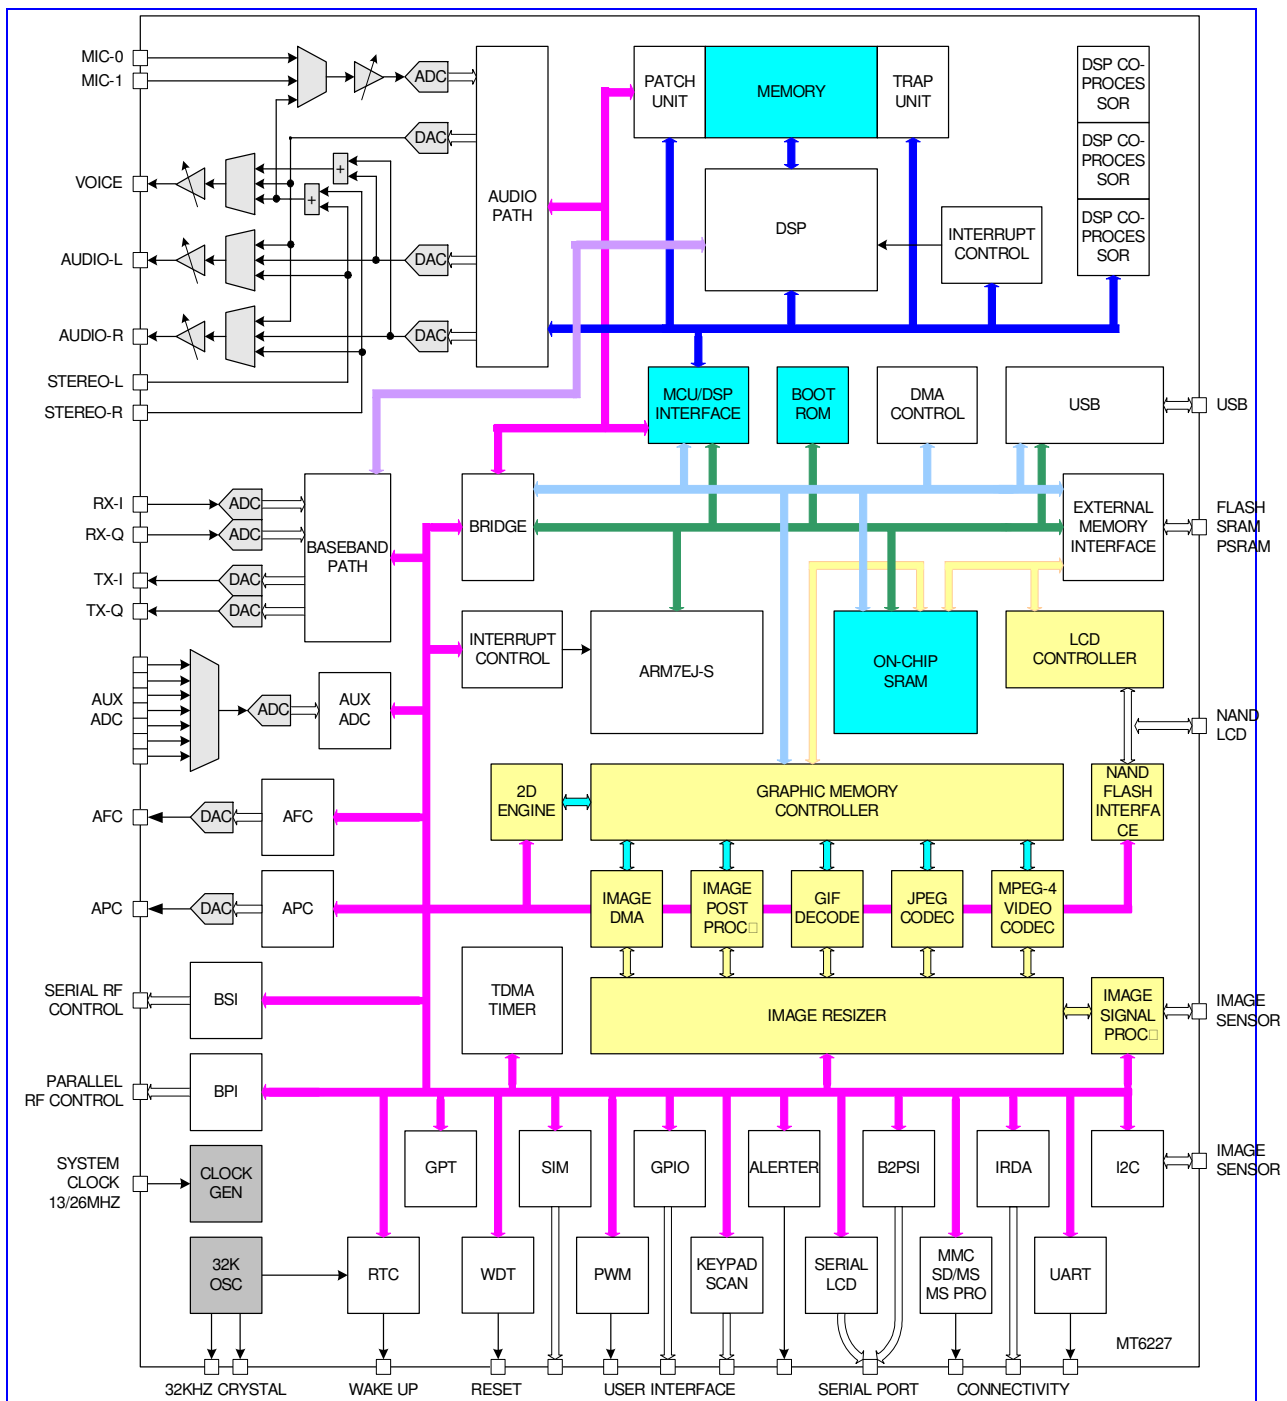 MIC-0
MIC-1
VOICE
AUDIO-L
AUDIO-R
STEREO-L
STEREO-R
ADC
DAC
+
+
DAC
DAC
AUDIO
PATH
PATCH
UNIT
MEMORY
TRAP
UNIT
DSP
INTERRUPT
CONTROL
DSP CO-
PROCES
SOR
DSP CO-
PROCES
SOR
DSP CO-
PROCES
SOR
MCU/DSP
INTERFACE
BOOT
ROM
DMA
CONTROL
USB
USB
RX-I
RX-Q
TX-I
TX-Q
ADC
ADC
DAC
DAC
BASEBAND
PATH
BRIDGE
EXTERNAL
MEMORY
INTERFACE
FLASH
SRAM
PSRAM
INTERRUPT
CONTROL
ARM7EJ-S
ON-CHIP
SRAM
LCD
CONTROLLER
AUX
ADC
ADC
AUX
ADC
NAND
LCD
AFC
DAC
AFC
2D
ENGINE
GRAPHIC MEMORY
CONTROLLER
NAND
FLASH
INTERFA
CE
APC
DAC
APC
IMAGE
DMA
IMAGE
POST
PROC□
GIF
DECODE
JPEG
CODEC
MPEG-4
VIDEO
CODEC
SERIAL RF
CONTROL
BSI
TDMA
TIMER
IMAGE RESIZER
IMAGE
SIGNAL
PROC□
IMAGE
SENSOR
PARALLEL
RF CONTROL
BPI
SYSTEM
CLOCK
13/26MHZ
CLOCK
GEN
GPT
SIM
GPIO
ALERTER
B2PSI
IRDA
I2C
IMAGE
SENSOR
32K
OSC
RTC
WDT
PWM
KEYPAD
SCAN
SERIAL
LCD
MMC
SD/MS
MS PRO
UART
MT6227
32KHZ CRYSTAL
WAKE UP
RESET
USER INTERFACE
SERIAL PORT
CONNECTIVITY